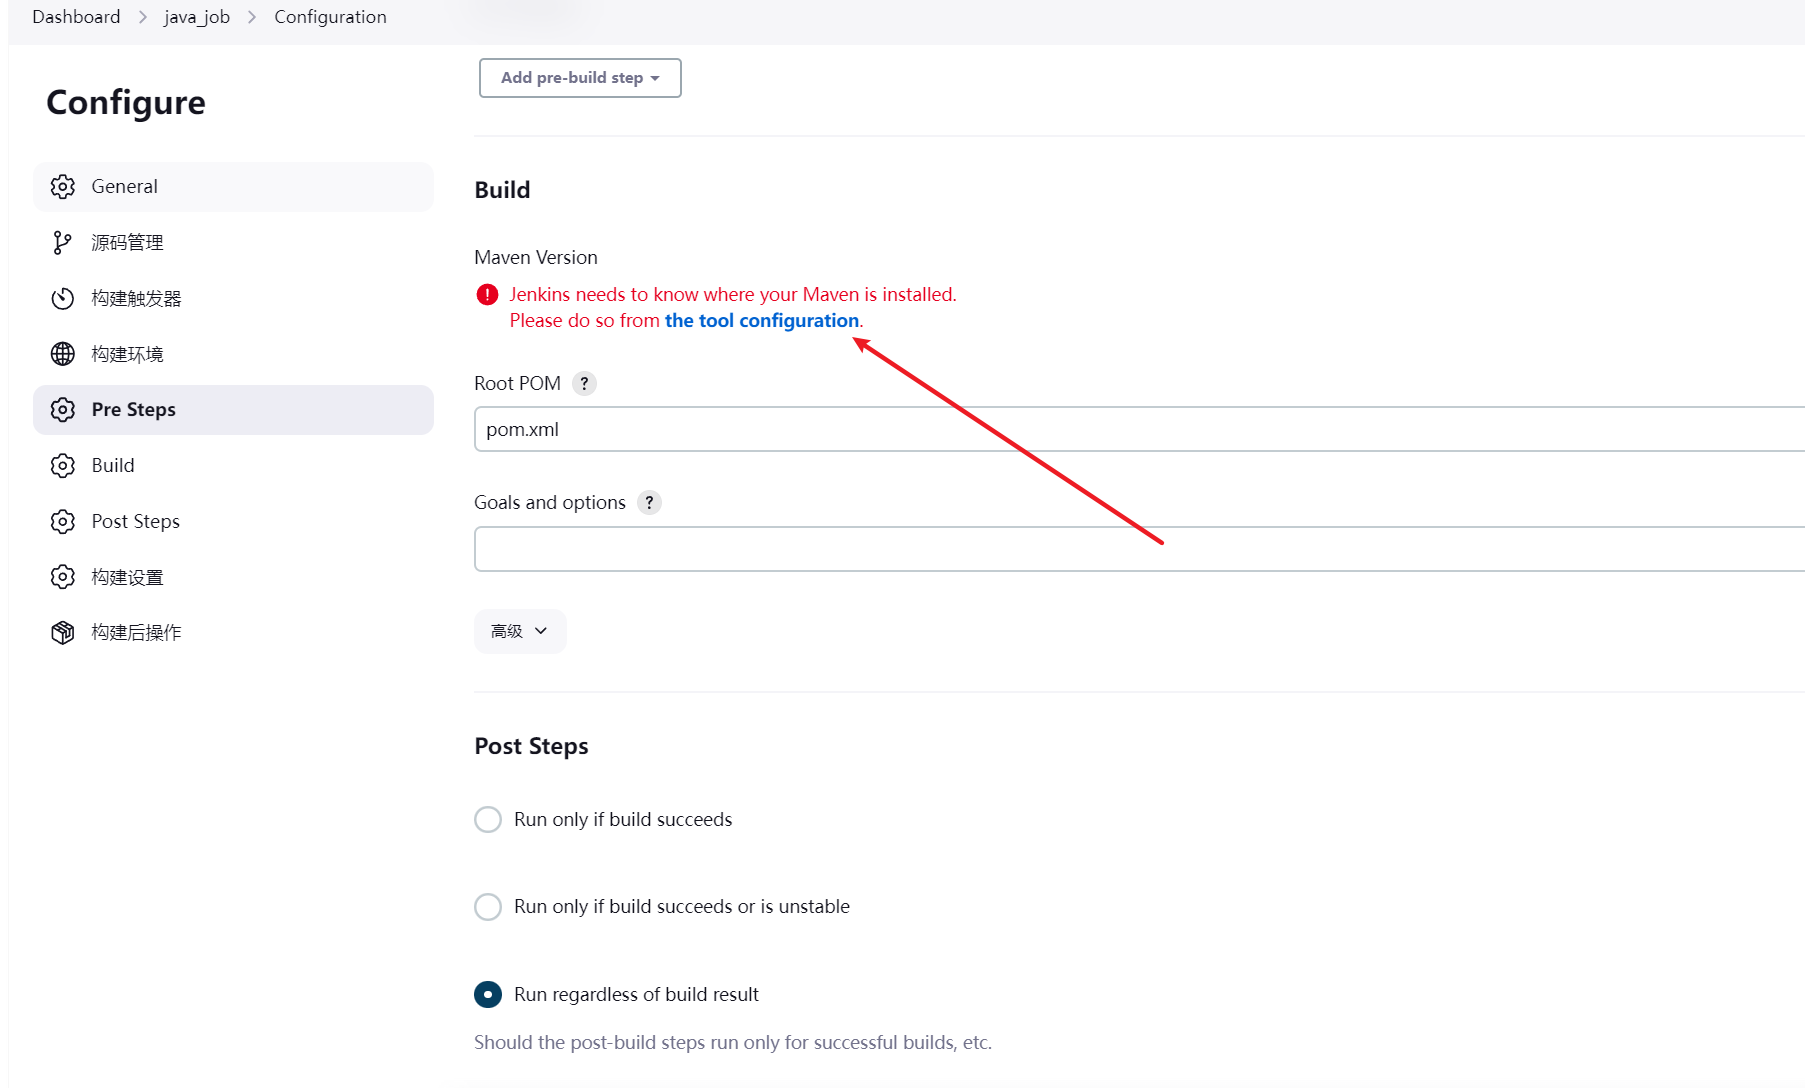 Dashboard > java_job > Configuration
Configure
General
源码管理
构建触发器
构建环境
Pre Steps
Build
Post Steps
构建设置
构建后操作
Add pre-build step
Build
Maven Version
Jenkins needs to know where your Maven is installed.
Please do so from the tool configuration.
Root POM ?
pom.xml
Goals and options ?
高级
Post Steps
Run only if build succeeds
Run only if build succeeds or is unstable
Run regardless of build result
Should the post-build steps run only for successful builds, etc.